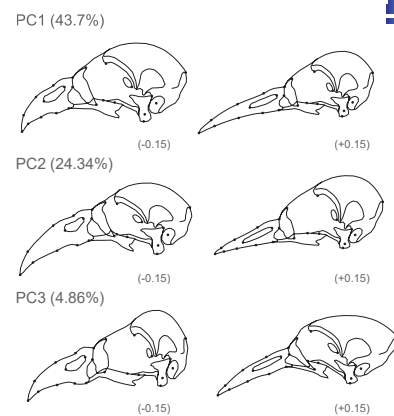 PC1 (43.7%)
(-0.15) (+0.15)
PC2 (24.34%)
(-0.15) (+0.15)
PC3 (4.86%)
(-0.15) (+0.15)